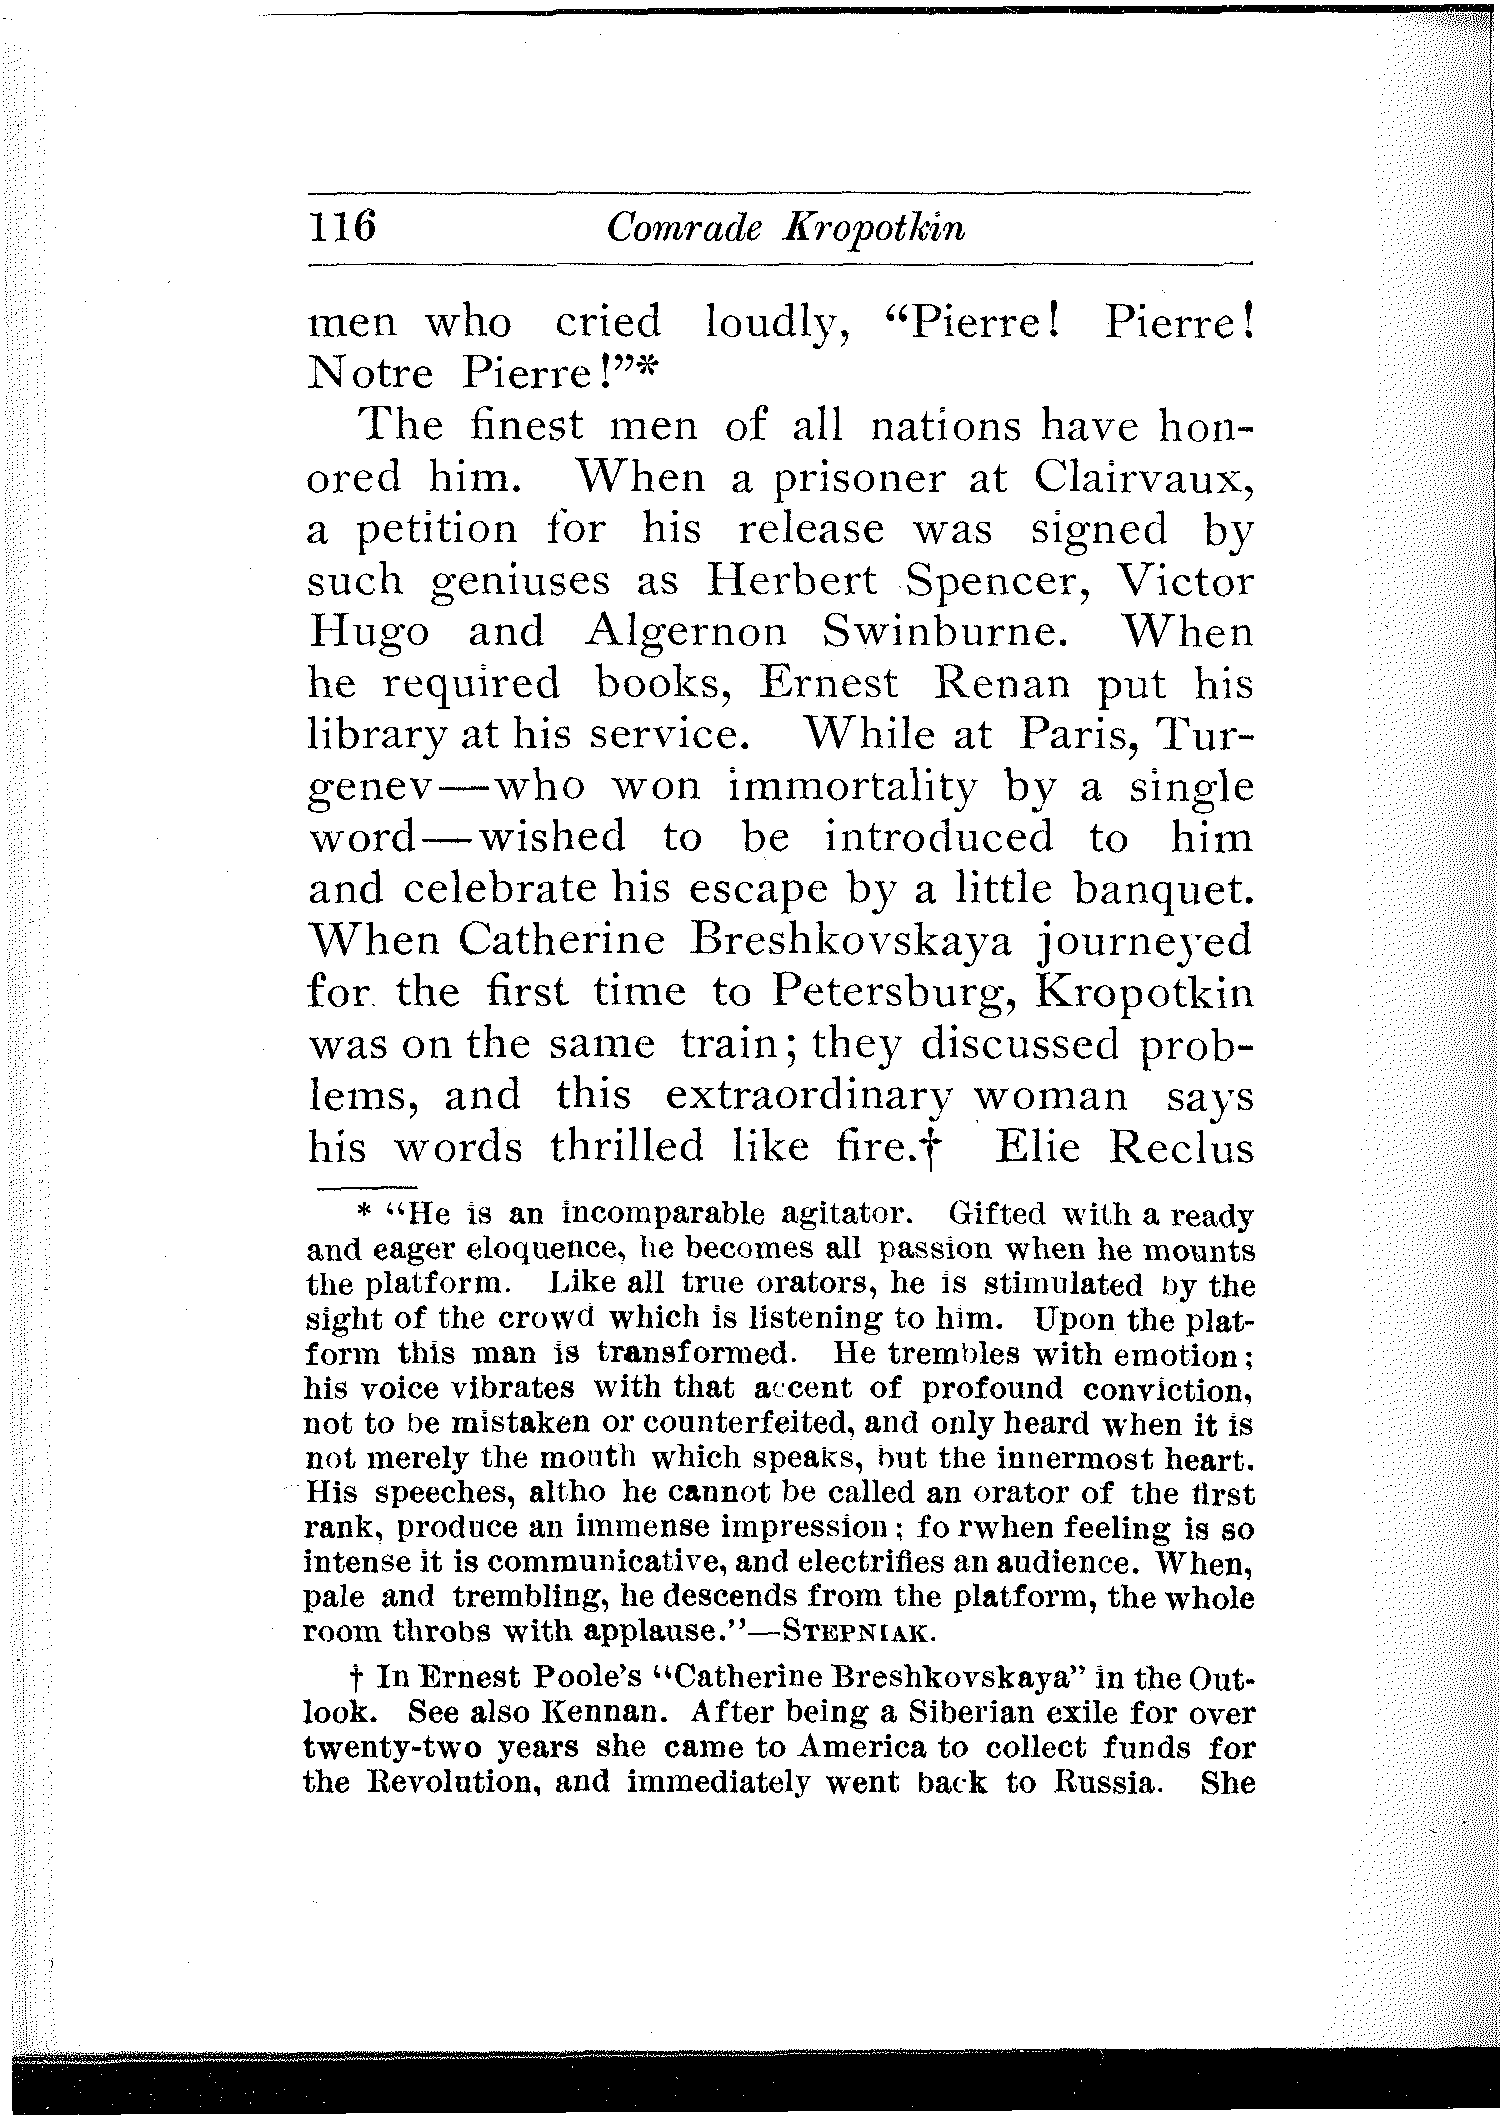 116 Comrade Kropotkin
men who cried loudly, “Pierre! Pierre!
Notre Pierre!”*
The finest men of all nations have hon-
ored him. When a prisoner at Clairvaux,
a petition for his release was signed by
such geniuses as Herbert Spencer, Victor
Hugo and Algernon Swinburne. When
he required books, Ernest Renan put his
library at his service. While at Paris, Tur-
genev—who won immortality by a single
word—wished to be introduced to him
and celebrate his escape by a little banquet.
When Catherine Breshkovskaya journeyed
for the first time to Petersburg, Kropotkin
was on the same train; they discussed prob-
lems, and this extraordinary woman says
his words thrilled like fire.† Elie Reclus
* “He is an incomparable agitator. Gifted with a ready
and eager eloquence, he becomes all passion when he mounts
the platform. Like all true orators, he is stimulated by the
sight of the crowd which is listening to him. Upon the plat-
form this man is transformed. He trembles with emotion;
his voice vibrates with that accent of profound conviction,
not to be mistaken or counterfeited, and only heard when it is
not merely the mouth which speaks, but the innermost heart.
His speeches, altho he cannot be called an orator of the first
rank, produce an immense impression; fo rwhen feeling is so
intense it is communicative, and electrifies an audience. When,
pale and trembling, he descends from the platform, the whole
room throbs with applause.”—STEPNIAK.
† In Ernest Poole’s “Catherine Breshkovskaya” in the Out-
look. See also Kennan. After being a Siberian exile for over
twenty-two years she came to America to collect funds for
the Revolution, and immediately went back to Russia. She